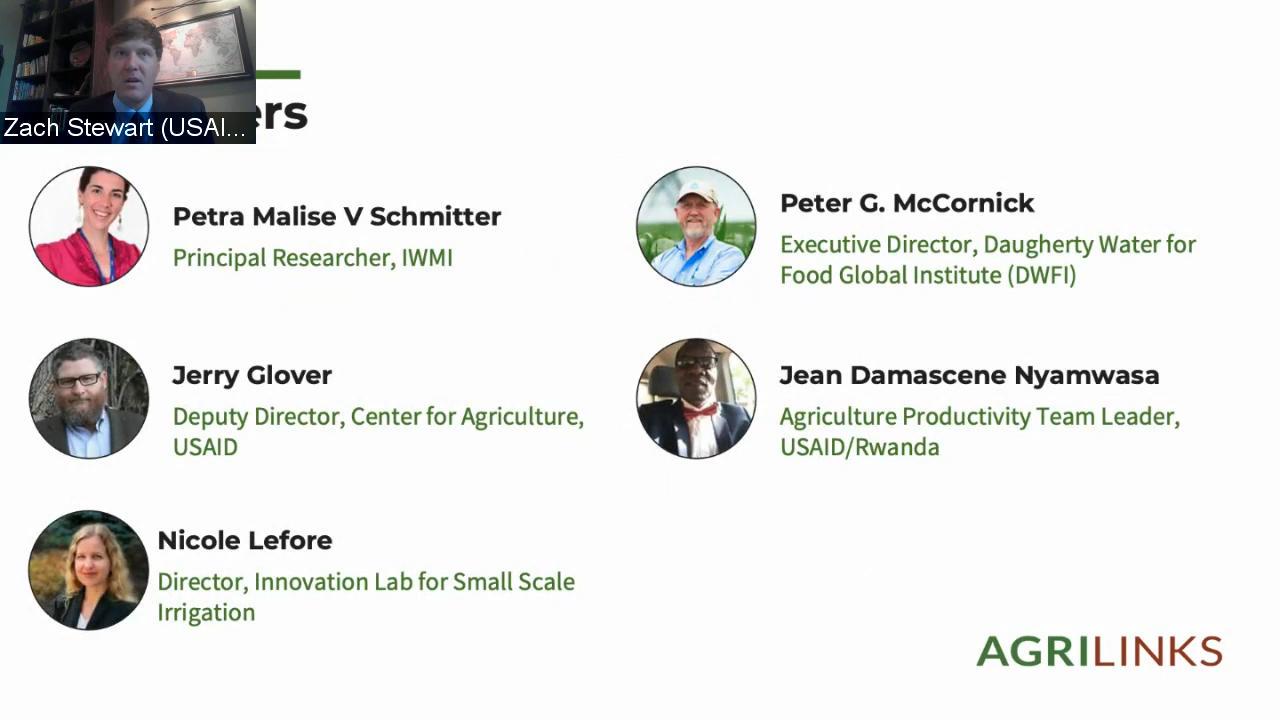 Zach Stewart (USAI...
ers
Petra Malise V Schmitter
Principal Researcher, IWMI
Peter G. McCornick
Executive Director, Daugherty Water for
Food Global Institute (DWFI)
Jerry Glover
Deputy Director, Center for Agriculture,
USAID
Jean Damascene Nyamwasa
Agriculture Productivity Team Leader,
USAID/Rwanda
Nicole Lefore
Director, Innovation Lab for Small Scale
Irrigation
AGRILINKS